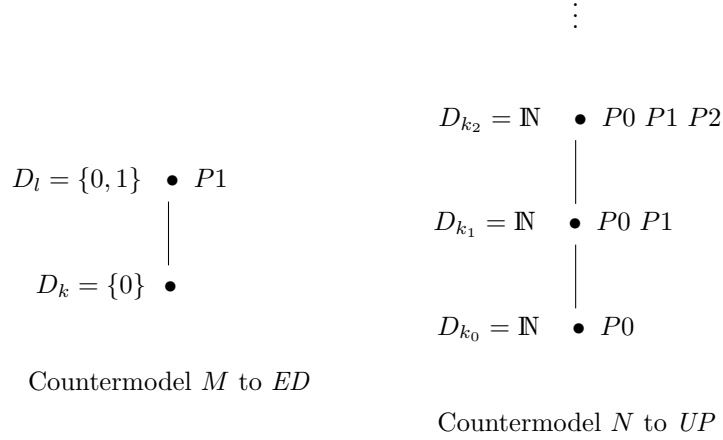 ⋮
D_{k_2} = ℕ • P0 P1 P2
D_l = {0, 1} • P1
D_{k_1} = ℕ • P0 P1
D_k = {0} •
D_{k_0} = ℕ • P0
Countermodel M to ED
Countermodel N to UP